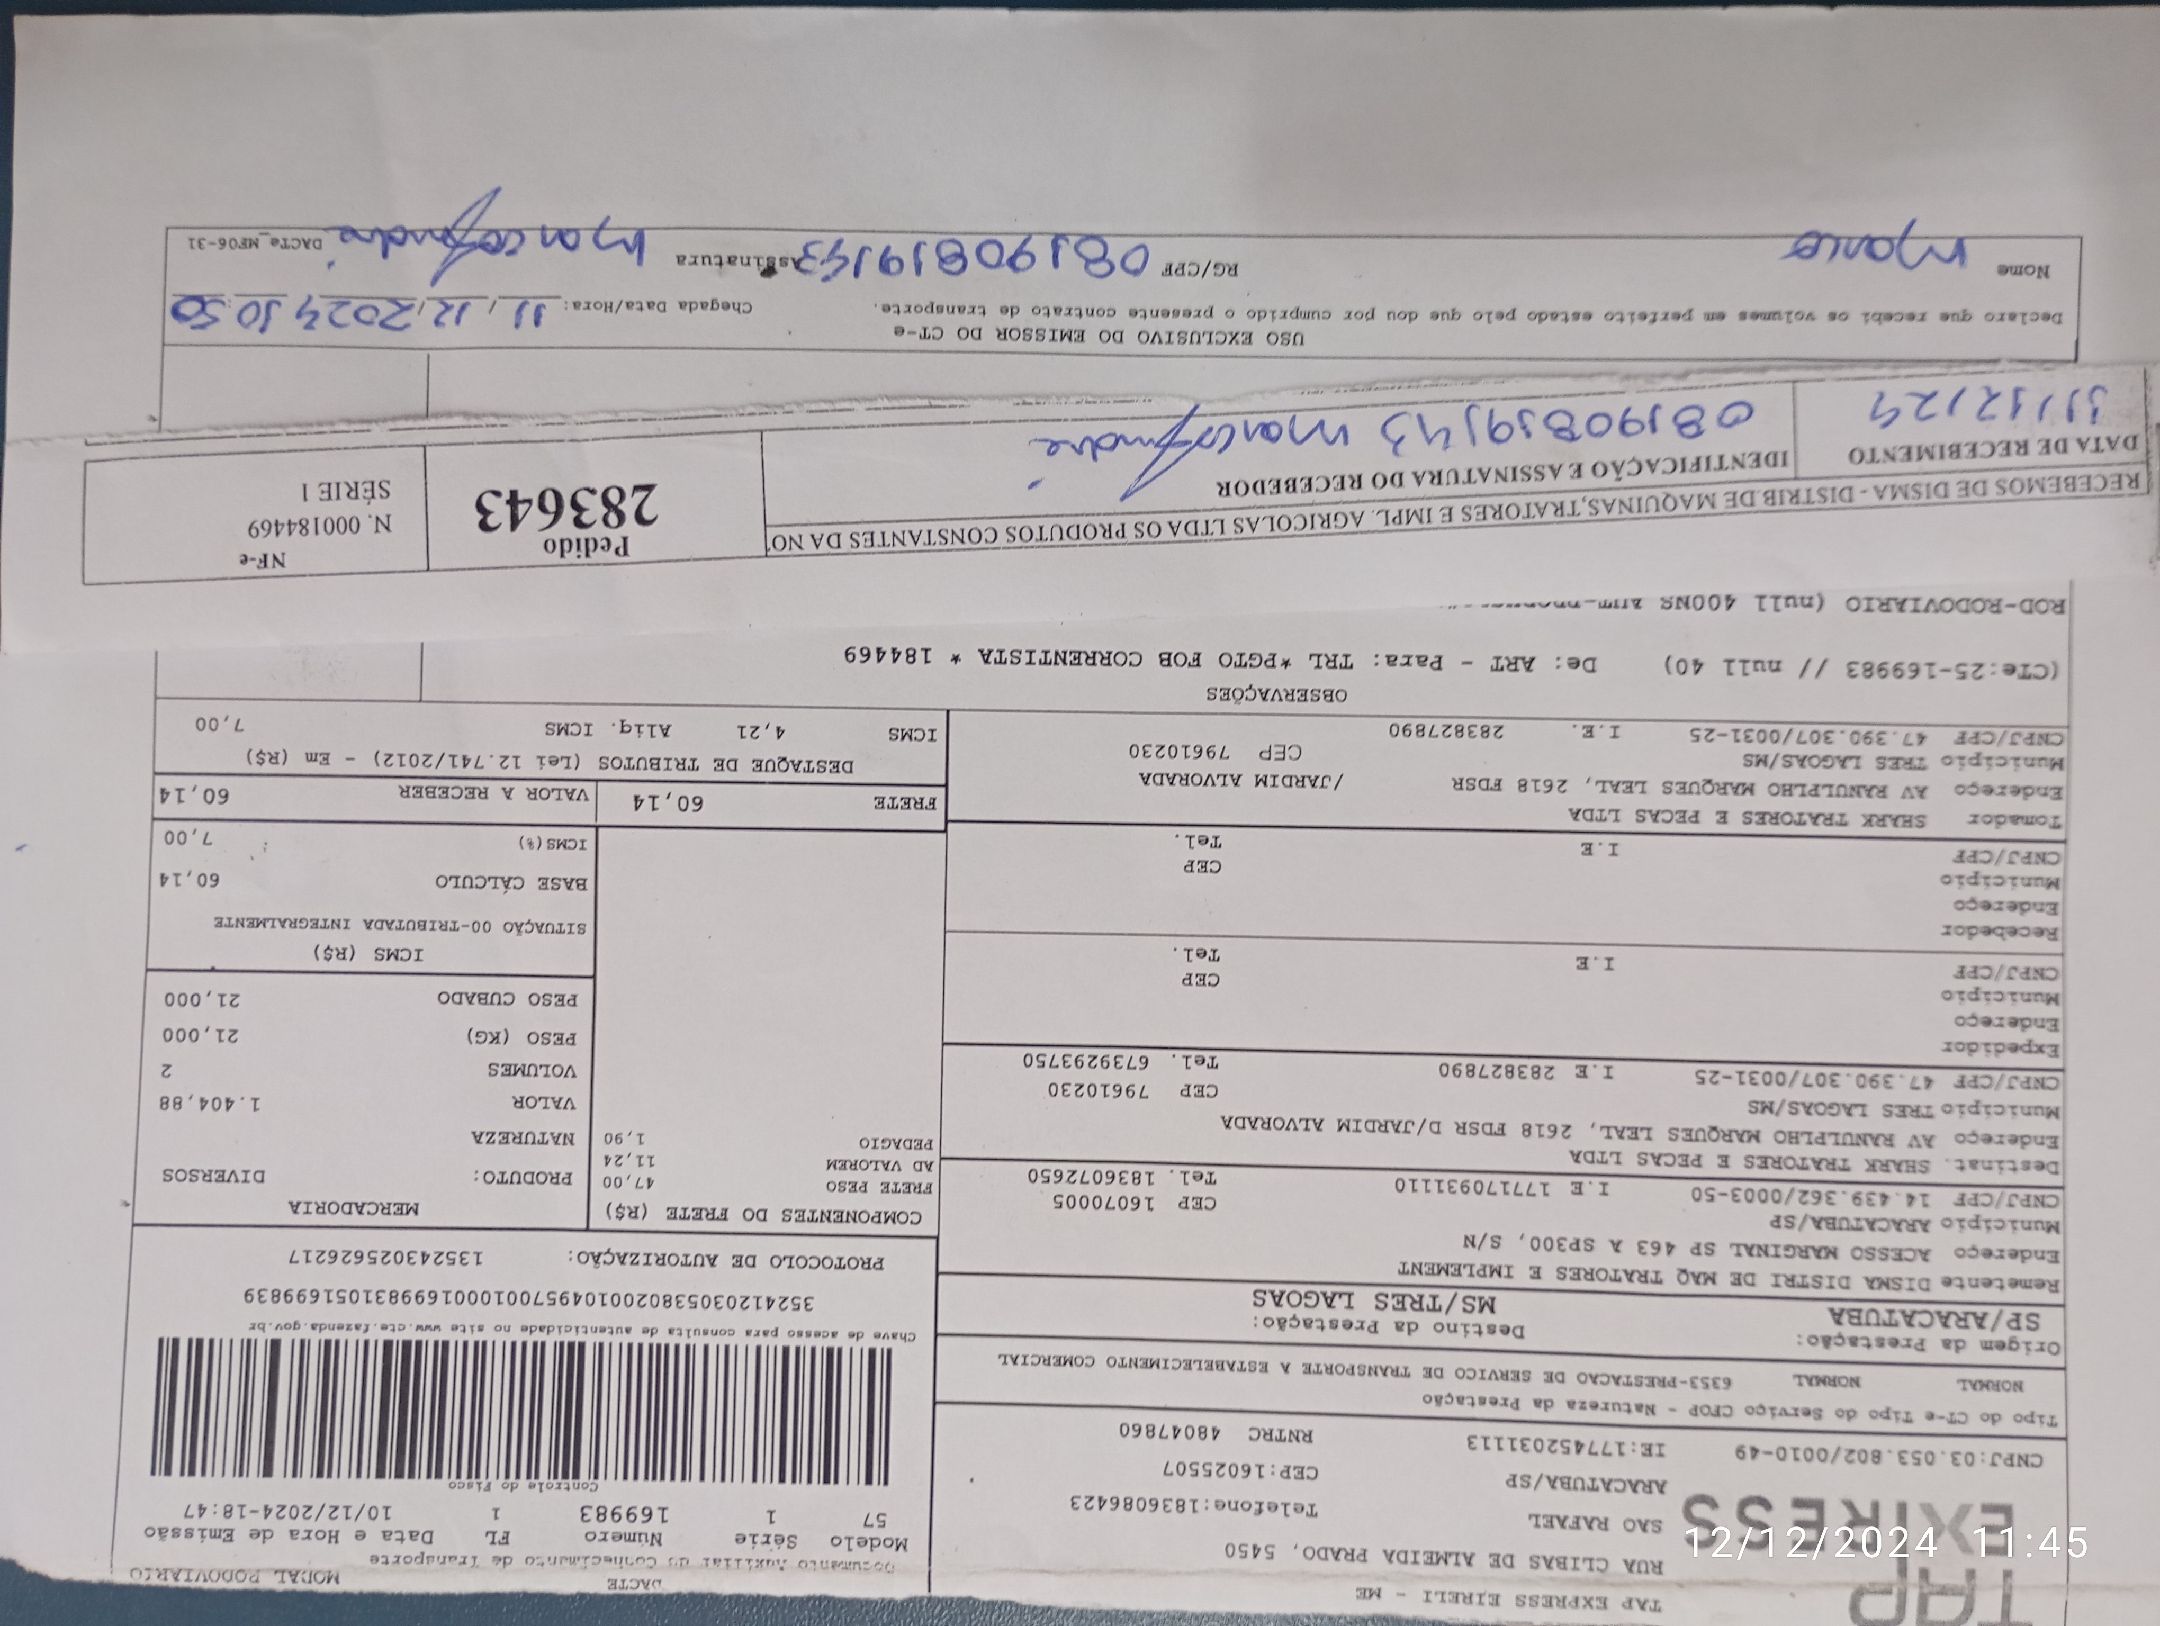 TAP
EXPRESS
TAP EXPRESS EIRELI - ME
RUA CLIBAS DE ALMEIDA PRADO, 5450
SAO RAFAEL
Telefone:1836086423
ARACATUBA/SP
CEP:16025507
CNPJ:03.053.802/0010-49 IE:177452031113 RNTRC 48047860
DACTE MODAL RODOVIARIO
Documento Auxiliar do Conhecimento de Transporte
Modelo Série Número FL Data e Hora de Emissão
57 1 169983 1 10/12/2024-18:47
Controle do Fisco
Chave de acesso para consulta de autenticidade no site www.cte.fazenda.gov.br
35241203053802001049570010001699831051699839
PROTOCOLO DE AUTORIZAÇÃO: 135243025626217
Tipo do CT-e Tipo do Serviço CFOP - Natureza da Prestação
NORMAL NORMAL 6353-PRESTACAO DE SERVICO DE TRANSPORTE A ESTABELECIMENTO COMERCIAL
Origem da Prestação: Destino da Prestação:
SP/ARACATUBA MS/TRES LAGOAS
Remetente DISMA DISTRI DE MAQ TRATORES E IMPLEMENT
Endereço ACESSO MARGINAL SP 463 A SP300, S/N
Município ARACATUBA/SP CEP 16070005
CNPJ/CPF 14.439.362/0003-50 I.E 177170931110 Tel. 1836072650
Destinat. SHARK TRATORES E PECAS LTDA
Endereço AV RANULPLHO MARQUES LEAL, 2618 FDSR D/JARDIM ALVORADA
Município TRES LAGOAS/MS CEP 79610230
CNPJ/CPF 47.390.307/0031-25 I.E 283827890 Tel. 6739293750
Expedidor
Endereço
Município CEP
CNPJ/CPF I.E Tel.
Recebedor
Endereço
Município CEP
CNPJ/CPF I.E Tel.
Tomador SHARK TRATORES E PECAS LTDA
Endereço AV RANULPLHO MARQUES LEAL, 2618 FDSR /JARDIM ALVORADA
Município TRES LAGOAS/MS CEP 79610230
CNPJ/CPF 47.390.307/0031-25 I.E. 283827890
COMPONENTES DO FRETE (R$)
FRETE PESO 47,00
AD VALOREM 11,24
PEDAGIO 1,90
MERCADORIA
PRODUTO: DIVERSOS
NATUREZA
VALOR 1.404,88
VOLUMES 2
PESO (KG) 21,000
PESO CUBADO 21,000
ICMS (R$)
SITUAÇÃO 00-TRIBUTADA INTEGRALMENTE
BASE CÁLCULO 60,14
ICMS(%) 7,00
FRETE 60,14 VALOR A RECEBER 60,14
DESTAQUE DE TRIBUTOS (Lei 12.741/2012) - Em (R$)
ICMS 4,21 Aliq. ICMS 7,00
OBSERVAÇÕES
(CTe:25-169983 // null 40) De: ART - Para: TRL *PGTO FOB CORRENTISTA * 184469
ROD-RODOVIARIO (null 400NS
RECEBEMOS DE DISMA - DISTRIB DE MAQUINAS,TRATORES E IMPL. AGRICOLAS LTDA OS PRODUTOS CONSTANTES DA NO
DATA DE RECEBIMENTO IDENTIFICAÇÃO E ASSINATURA DO RECEBEDOR
11/12/24 08190819143 Marco André
Pedido
283643
NF-e
N. 000184469
SÉRIE 1
USO EXCLUSIVO DO EMISSOR DO CT-e
Declaro que recebi os volumes em perfeito estado pelo que dou por cumprido o presente contrato de transporte. Chegada Data/Hora: 11/12/2024 10:50
Nome Marco RG/CPF 08190819143 Assinatura Marco André DACTe_MF06-31
12/12/2024 11:45